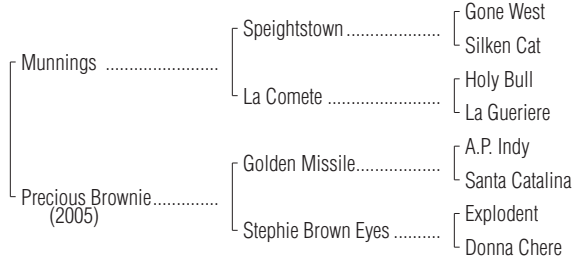 Gone West
Speightstown
Silken Cat
Munnings
Holy Bull
La Comete
La Gueriere
A.P. Indy
Golden Missile
Santa Catalina
Precious Brownie
(2005)
Explodent
Stephie Brown Eyes
Donna Chere